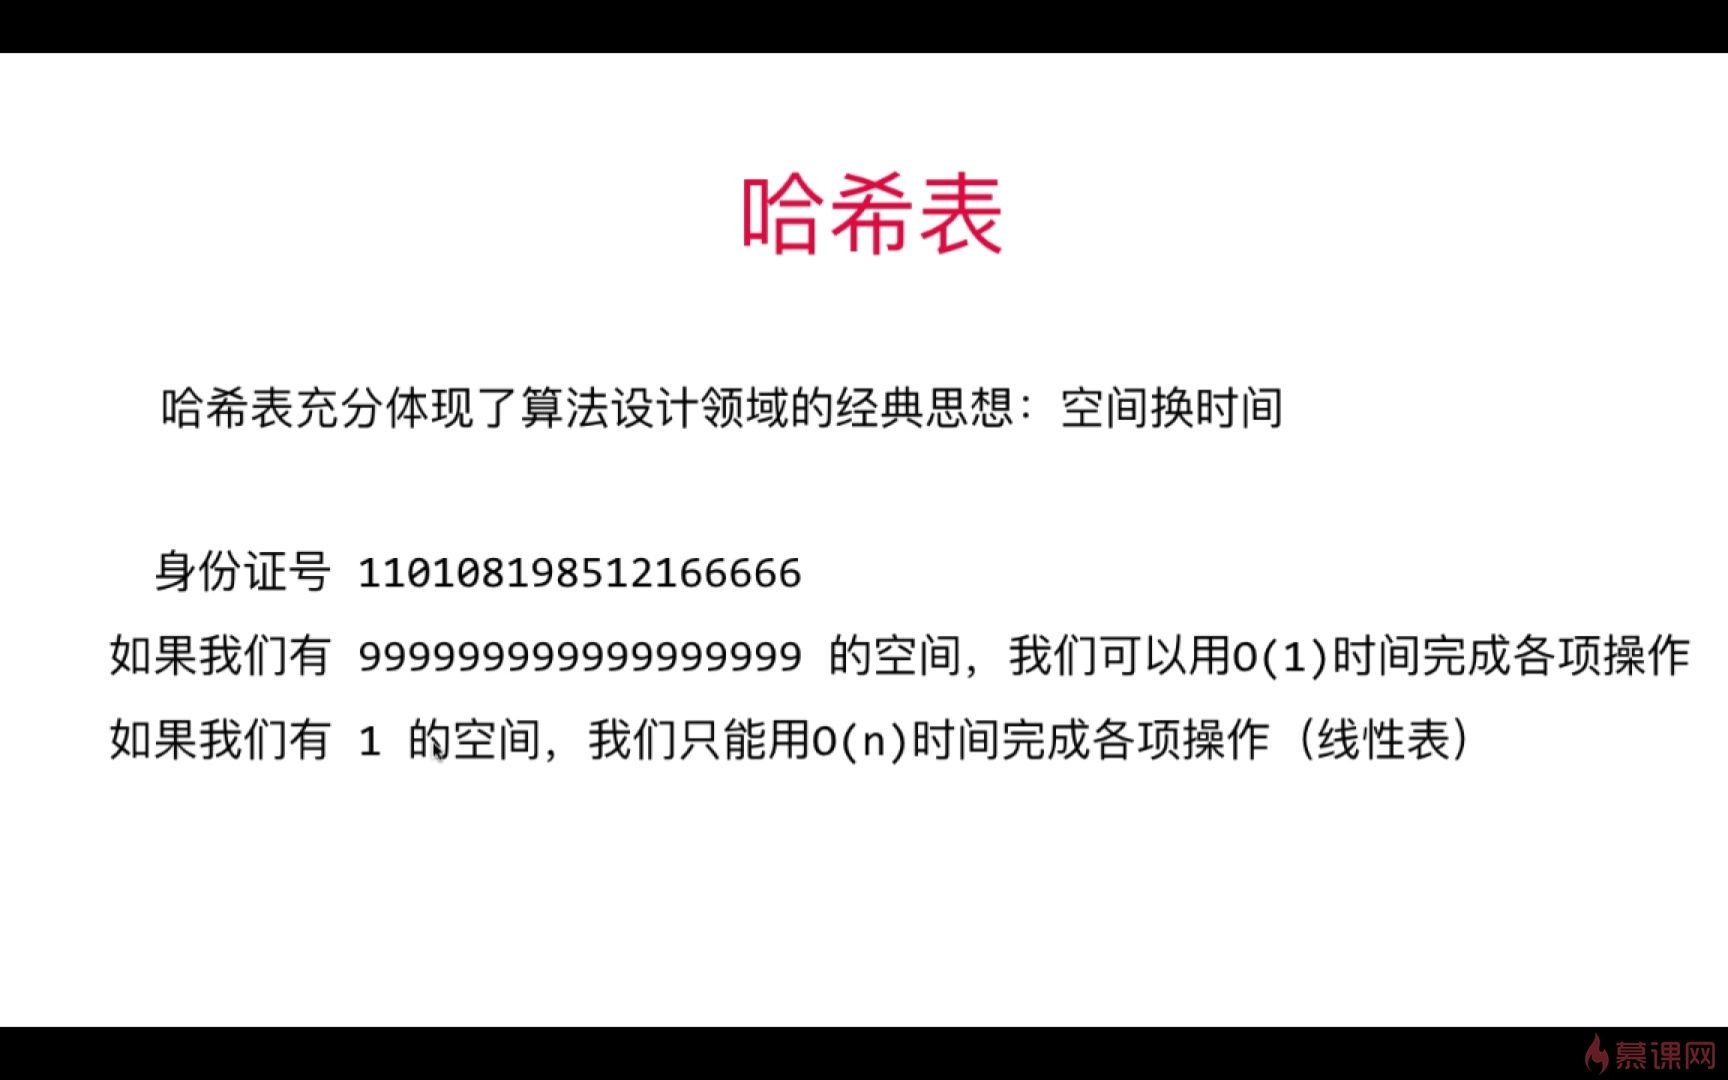 哈希表
哈希表充分体现了算法设计领域的经典思想：空间换时间
身份证号 110108198512166666
如果我们有 999999999999999999 的空间，我们可以用O(1)时间完成各项操作
如果我们有 1 的空间，我们只能用O(n)时间完成各项操作（线性表）
慕课网